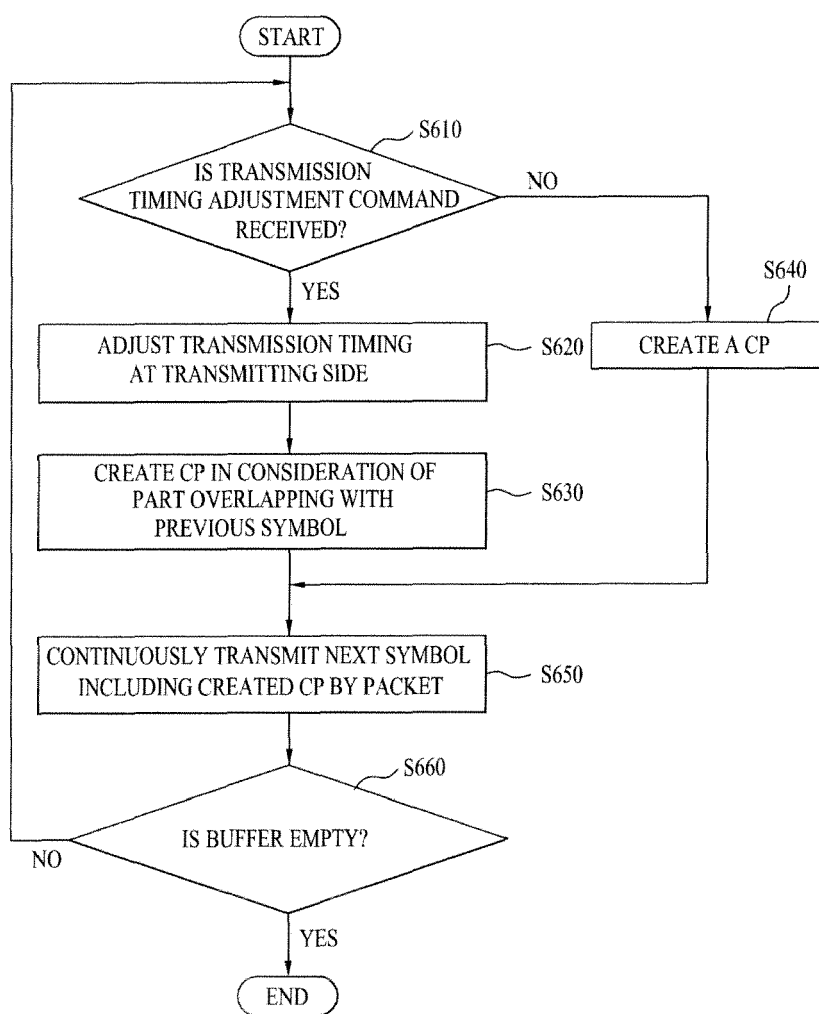 START
S610
IS TRANSMISSION
TIMING ADJUSTMENT COMMAND
RECEIVED?
NO
YES
S640
ADJUST TRANSMISSION TIMING
AT TRANSMITTING SIDE
S620
CREATE A CP
CREATE CP IN CONSIDERATION OF
PART OVERLAPPING WITH
PREVIOUS SYMBOL
S630
CONTINUOUSLY TRANSMIT NEXT SYMBOL
INCLUDING CREATED CP BY PACKET
S650
S660
IS BUFFER EMPTY?
NO
YES
END